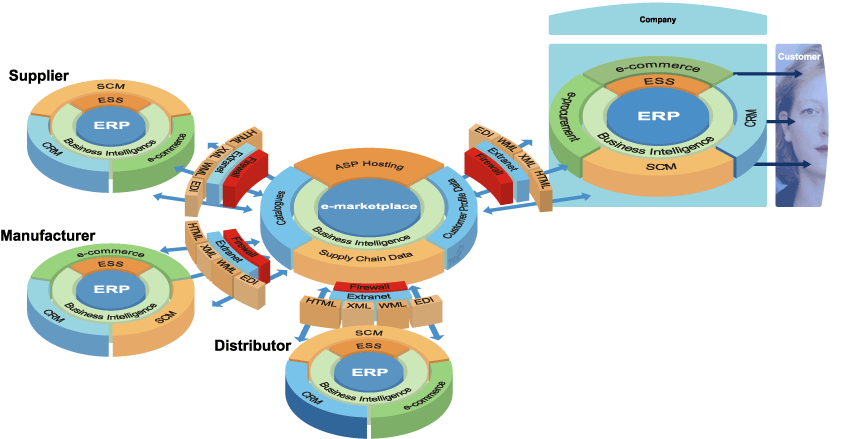 Company
Customer
e-commerce
ESS
ERP
e-procurement
Business Intelligence
CRM
SCM
Supplier
SCM
ESS
ERP
Business Intelligence
CRM
e-commerce
HTML
XML
WML
EDI
Extranet
Firewall
EDI
WML
XML
HTML
Extranet
Firewall
ASP Hosting
e-marketplace
Catalogues
Business Intelligence
Customer Profile Data
Supply Chain Data
Manufacturer
e-commerce
ESS
ERP
Business Intelligence
CRM
SCM
HTML
XML
WML
EDI
Extranet
Firewall
Firewall
Extranet
HTML
XML
WML
EDI
Distributor
SCM
ESS
ERP
Business Intelligence
CRM
e-commerce